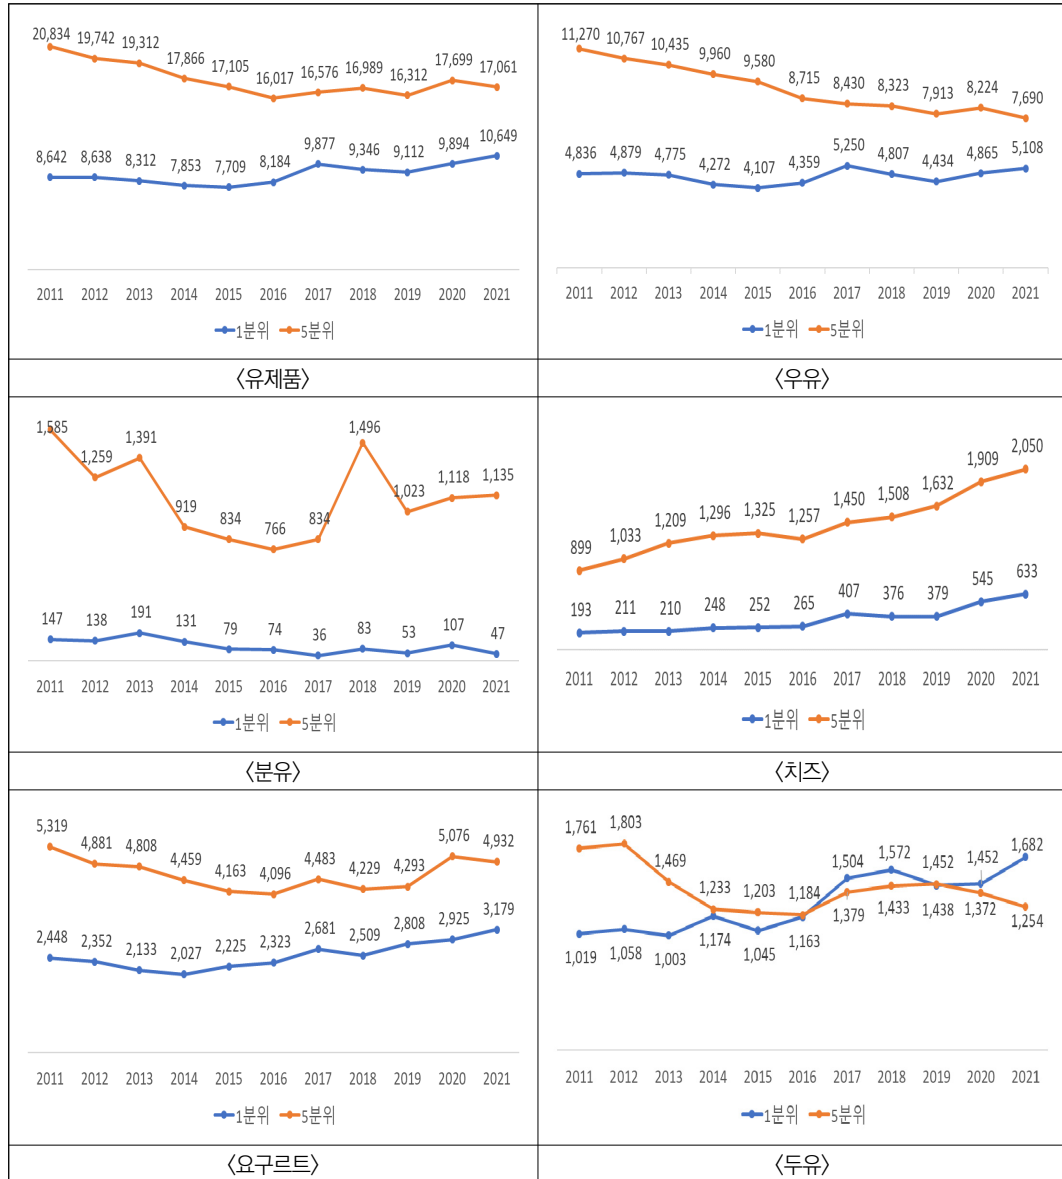 20,834 19,742 19,312 17,866 17,105 16,017 16,576 16,989 16,312 17,699 17,061
8,642 8,638 8,312 7,853 7,709 8,184 9,877 9,346 9,112 9,894 10,649
2011 2012 2013 2014 2015 2016 2017 2018 2019 2020 2021
1분위 5분위
〈유제품〉
11,270 10,767 10,435 9,960 9,580 8,715 8,430 8,323 7,913 8,224 7,690
4,836 4,879 4,775 4,272 4,107 4,359 5,250 4,807 4,434 4,865 5,108
2011 2012 2013 2014 2015 2016 2017 2018 2019 2020 2021
1분위 5분위
〈우유〉
1,585 1,259 1,391 919 834 766 834 1,496 1,023 1,118 1,135
147 138 191 131 79 74 36 83 53 107 47
2011 2012 2013 2014 2015 2016 2017 2018 2019 2020 2021
1분위 5분위
〈분유〉
899 1,033 1,209 1,296 1,325 1,257 1,450 1,508 1,632 1,909 2,050
193 211 210 248 252 265 407 376 379 545 633
2011 2012 2013 2014 2015 2016 2017 2018 2019 2020 2021
1분위 5분위
〈치즈〉
5,319 4,881 4,808 4,459 4,163 4,096 4,483 4,229 4,293 5,076 4,932
2,448 2,352 2,133 2,027 2,225 2,323 2,681 2,509 2,808 2,925 3,179
2011 2012 2013 2014 2015 2016 2017 2018 2019 2020 2021
1분위 5분위
〈요구르트〉
1,761 1,803 1,469 1,233 1,203 1,184 1,504 1,572 1,452 1,452 1,682
1,019 1,058 1,003 1,174 1,045 1,163 1,379 1,433 1,438 1,372 1,254
2011 2012 2013 2014 2015 2016 2017 2018 2019 2020 2021
1분위 5분위
〈두유〉